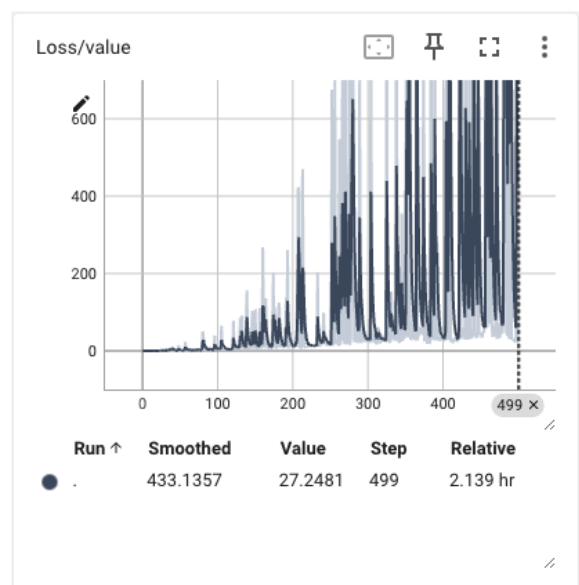 Loss/value
600
400
200
0
0 100 200 300 400 499 ✕
Run ↑ Smoothed Value Step Relative
. 433.1357 27.2481 499 2.139 hr